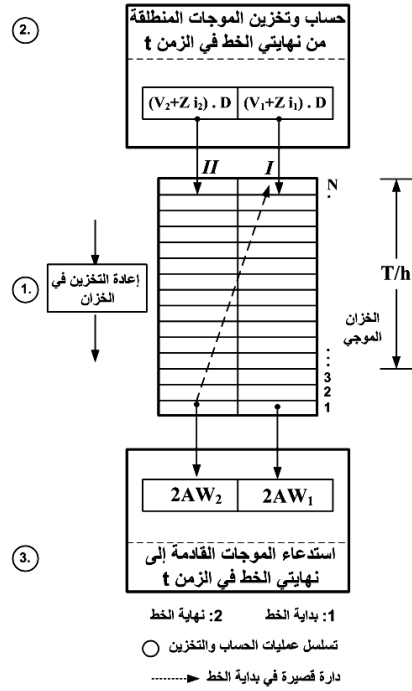 2.
حساب وتخزين الموجات المنطلقة
من نهايتي الخط في الزمن t
(V₂+Z i₂) . D
(V₁+Z i₁) . D
II
I
N
.
1.
إعادة التخزين في
الخزان
T/h
الخزان
الموجي
⋮
3
2
1
2AW₂
2AW₁
3.
استدعاء الموجات القادمة إلى
نهايتي الخط في الزمن t
1: بداية الخط 2: نهاية الخط
تسلسل عمليات الحساب والتخزين
دارة قصيرة في بداية الخط